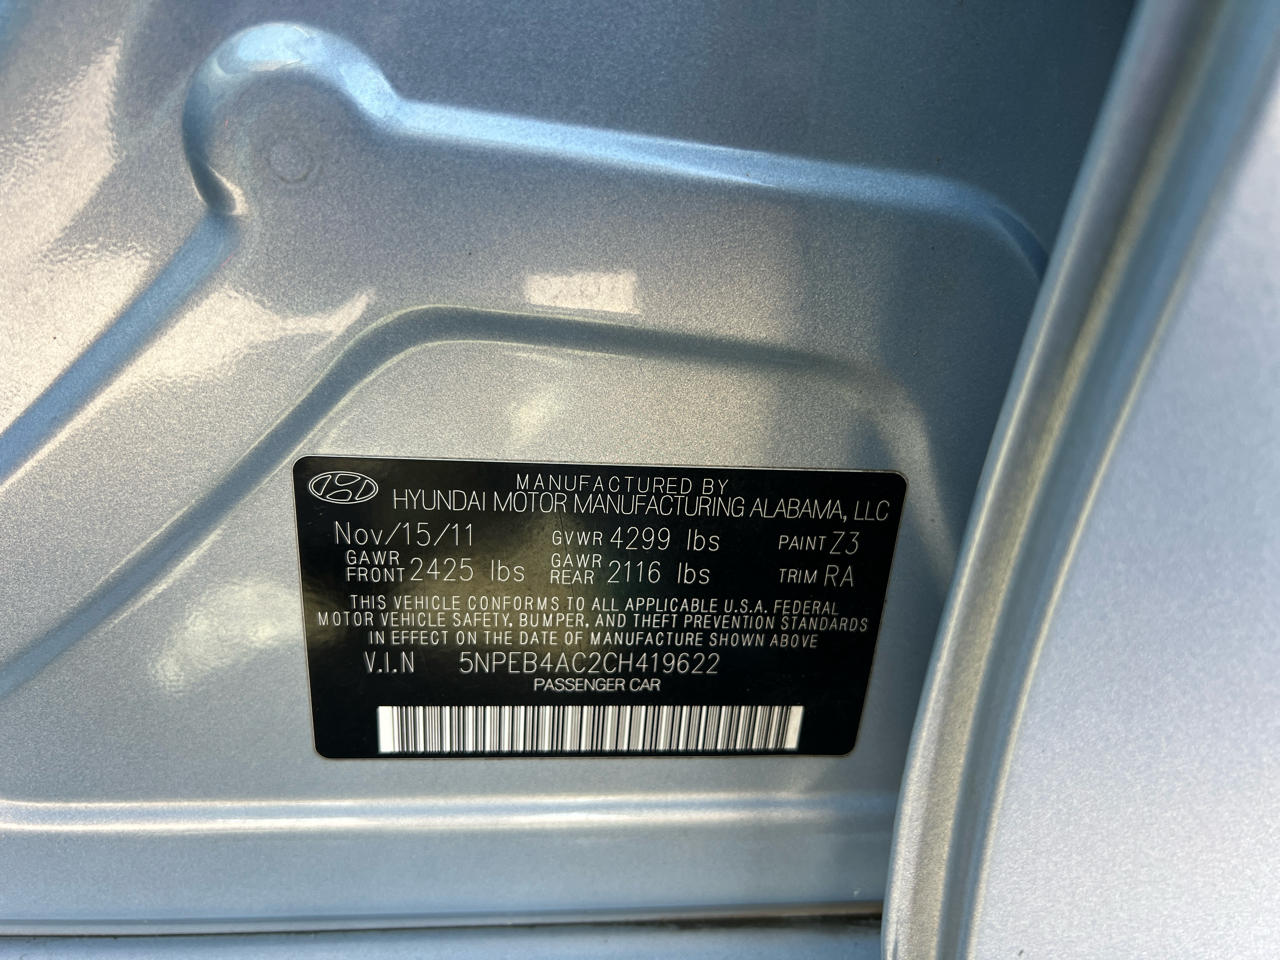 MANUFACTURED BY
HYUNDAI MOTOR MANUFACTURING ALABAMA, LLC
Nov/15/11 GVWR 4299 lbs PAINT Z3
GAWR FRONT 2425 lbs GAWR REAR 2116 lbs TRIM RA
THIS VEHICLE CONFORMS TO ALL APPLICABLE U.S.A. FEDERAL
MOTOR VEHICLE SAFETY, BUMPER, AND THEFT PREVENTION STANDARDS
IN EFFECT ON THE DATE OF MANUFACTURE SHOWN ABOVE
V.I.N 5NPEB4AC2CH419622
PASSENGER CAR